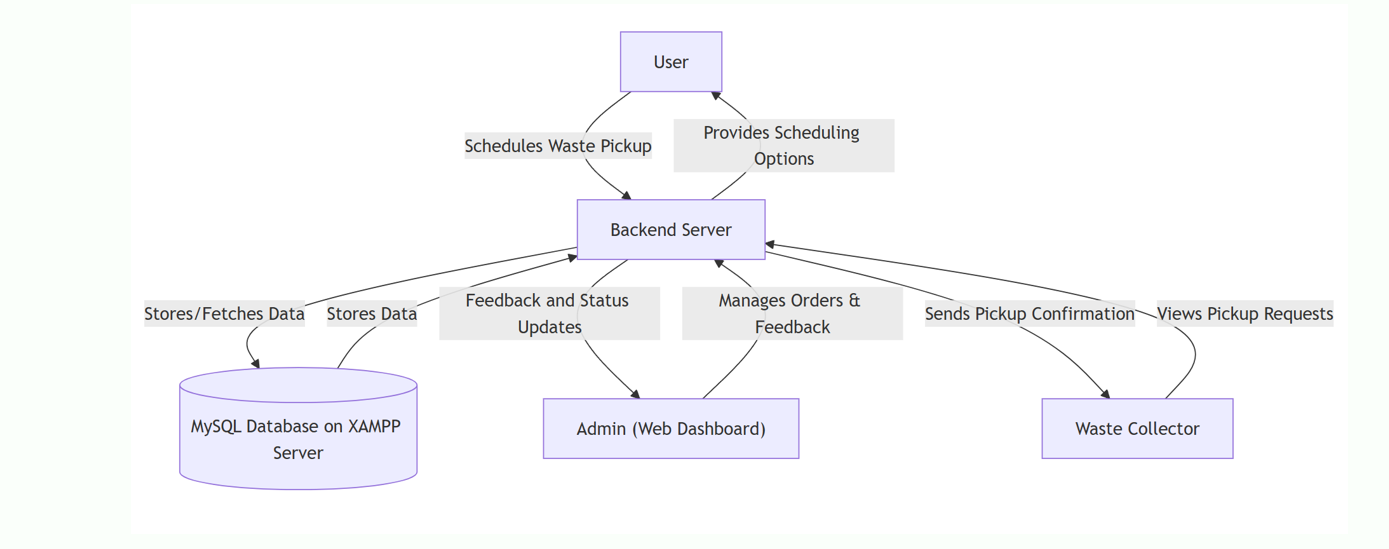 User
Schedules Waste Pickup
Provides Scheduling
Options
Backend Server
Stores/Fetches Data
Stores Data
Feedback and Status
Updates
Manages Orders &
Feedback
Sends Pickup Confirmation
Views Pickup Requests
MySQL Database on XAMPP
Server
Admin (Web Dashboard)
Waste Collector